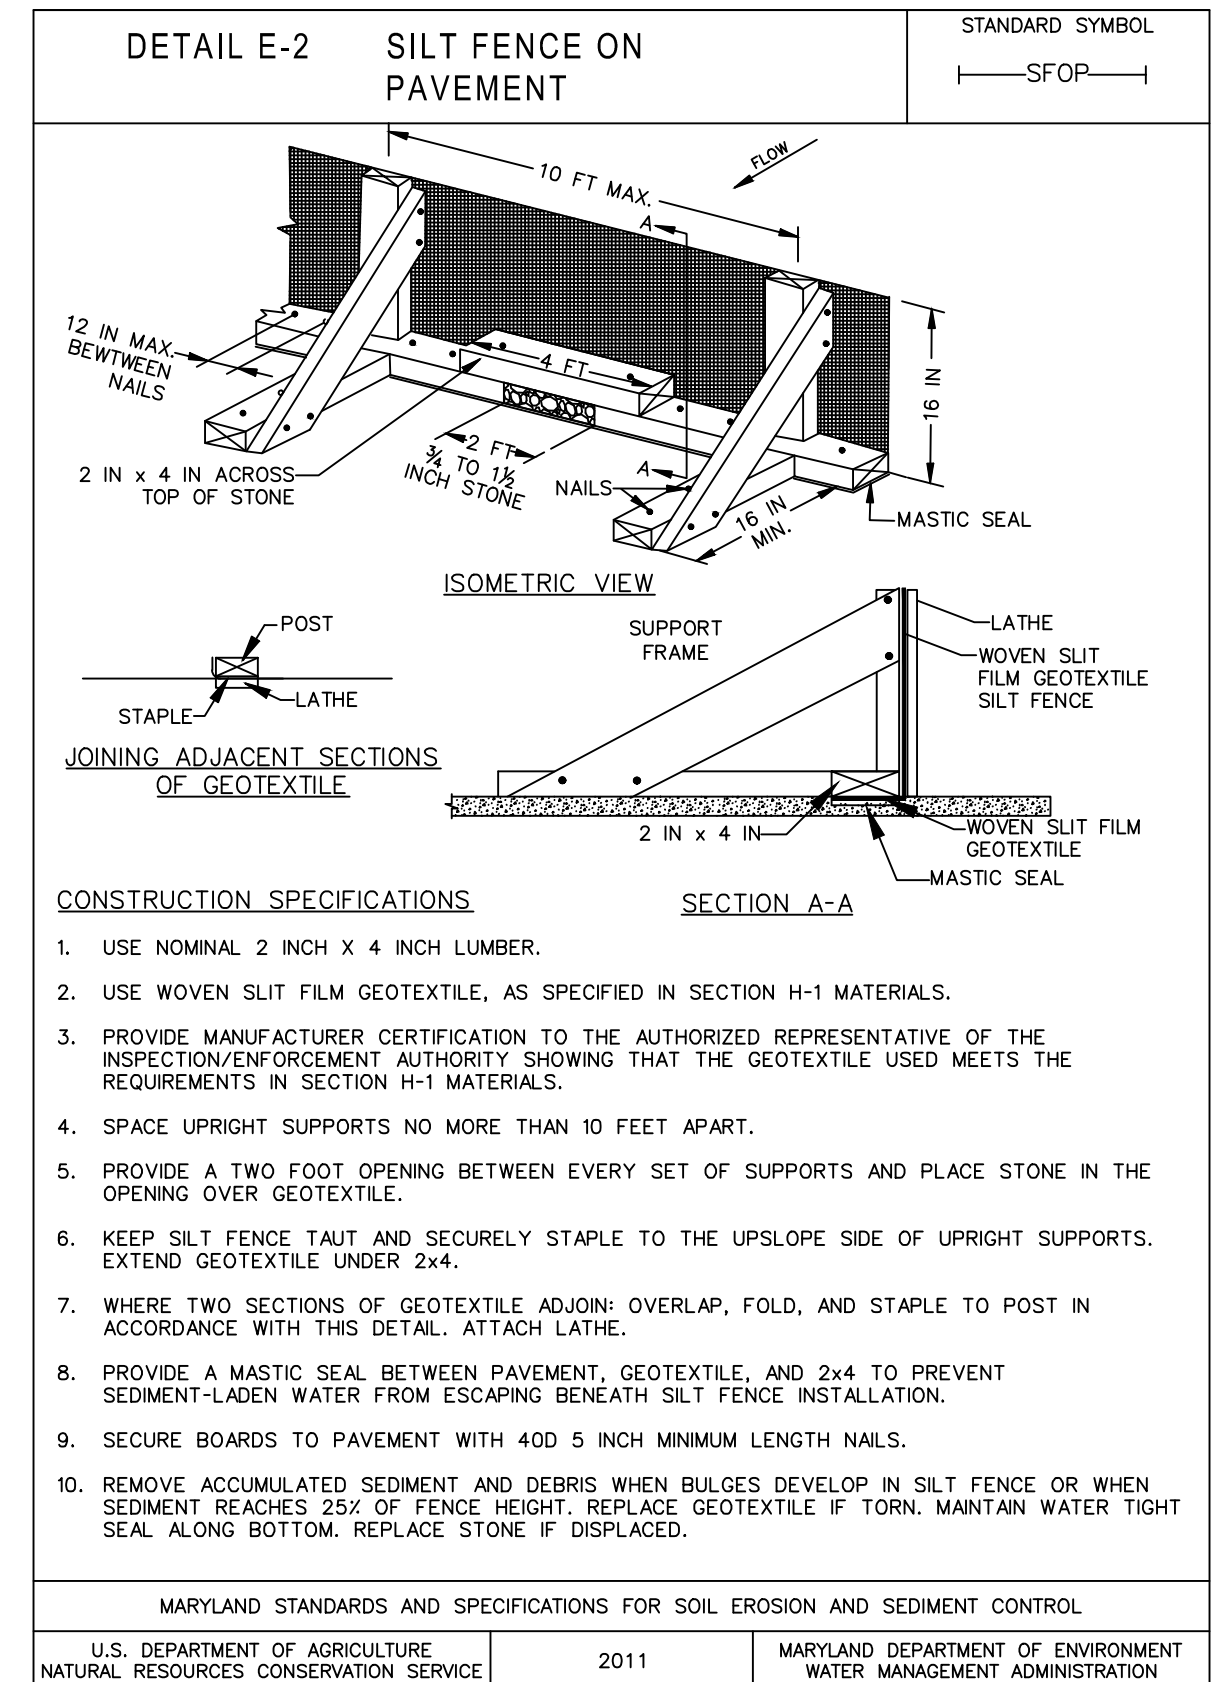 DETAIL E-2 SILT FENCE ON
PAVEMENT
STANDARD SYMBOL
SFOP
FLOW
10 FT MAX.
A
12 IN MAX.
BEWTWEEN
NAILS
4 FT
16 IN
2 FT
¾ TO 1½
INCH STONE
2 IN x 4 IN ACROSS
TOP OF STONE
A
NAILS
16 IN
MIN.
MASTIC SEAL
ISOMETRIC VIEW
POST
STAPLE
LATHE
JOINING ADJACENT SECTIONS
OF GEOTEXTILE
SUPPORT
FRAME
LATHE
WOVEN SLIT
FILM GEOTEXTILE
SILT FENCE
2 IN x 4 IN
WOVEN SLIT FILM
GEOTEXTILE
MASTIC SEAL
SECTION A-A
CONSTRUCTION SPECIFICATIONS
1. USE NOMINAL 2 INCH X 4 INCH LUMBER.
2. USE WOVEN SLIT FILM GEOTEXTILE, AS SPECIFIED IN SECTION H-1 MATERIALS.
3. PROVIDE MANUFACTURER CERTIFICATION TO THE AUTHORIZED REPRESENTATIVE OF THE
INSPECTION/ENFORCEMENT AUTHORITY SHOWING THAT THE GEOTEXTILE USED MEETS THE
REQUIREMENTS IN SECTION H-1 MATERIALS.
4. SPACE UPRIGHT SUPPORTS NO MORE THAN 10 FEET APART.
5. PROVIDE A TWO FOOT OPENING BETWEEN EVERY SET OF SUPPORTS AND PLACE STONE IN THE
OPENING OVER GEOTEXTILE.
6. KEEP SILT FENCE TAUT AND SECURELY STAPLE TO THE UPSLOPE SIDE OF UPRIGHT SUPPORTS.
EXTEND GEOTEXTILE UNDER 2x4.
7. WHERE TWO SECTIONS OF GEOTEXTILE ADJOIN: OVERLAP, FOLD, AND STAPLE TO POST IN
ACCORDANCE WITH THIS DETAIL. ATTACH LATHE.
8. PROVIDE A MASTIC SEAL BETWEEN PAVEMENT, GEOTEXTILE, AND 2x4 TO PREVENT
SEDIMENT-LADEN WATER FROM ESCAPING BENEATH SILT FENCE INSTALLATION.
9. SECURE BOARDS TO PAVEMENT WITH 40D 5 INCH MINIMUM LENGTH NAILS.
10. REMOVE ACCUMULATED SEDIMENT AND DEBRIS WHEN BULGES DEVELOP IN SILT FENCE OR WHEN
SEDIMENT REACHES 25% OF FENCE HEIGHT. REPLACE GEOTEXTILE IF TORN. MAINTAIN WATER TIGHT
SEAL ALONG BOTTOM. REPLACE STONE IF DISPLACED.
MARYLAND STANDARDS AND SPECIFICATIONS FOR SOIL EROSION AND SEDIMENT CONTROL
U.S. DEPARTMENT OF AGRICULTURE
NATURAL RESOURCES CONSERVATION SERVICE
2011
MARYLAND DEPARTMENT OF ENVIRONMENT
WATER MANAGEMENT ADMINISTRATION